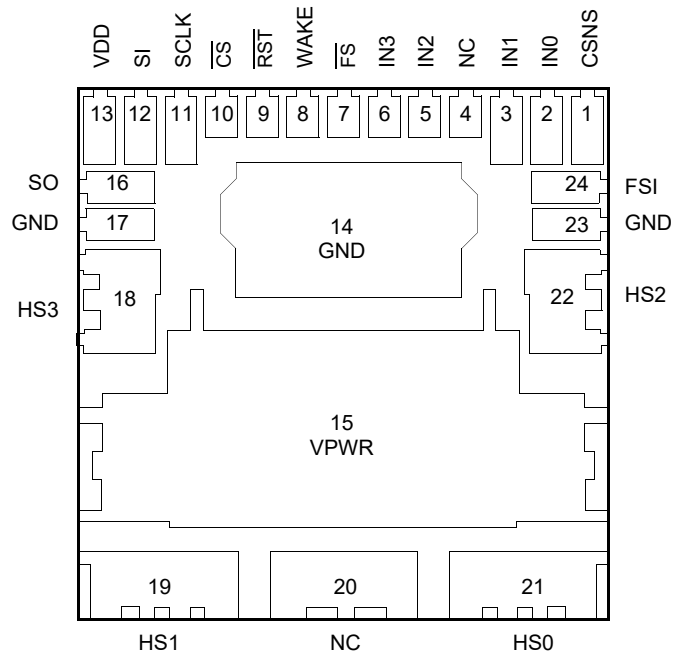 VDD
SI
SCLK
CS
RST
WAKE
FS
IN3
IN2
NC
IN1
IN0
CSNS
13
12
11
10
9
8
7
6
5
4
3
2
1
SO
16
24
FSI
GND
17
14
GND
23
GND
HS3
18
22
HS2
15
VPWR
19
20
21
HS1
NC
HS0